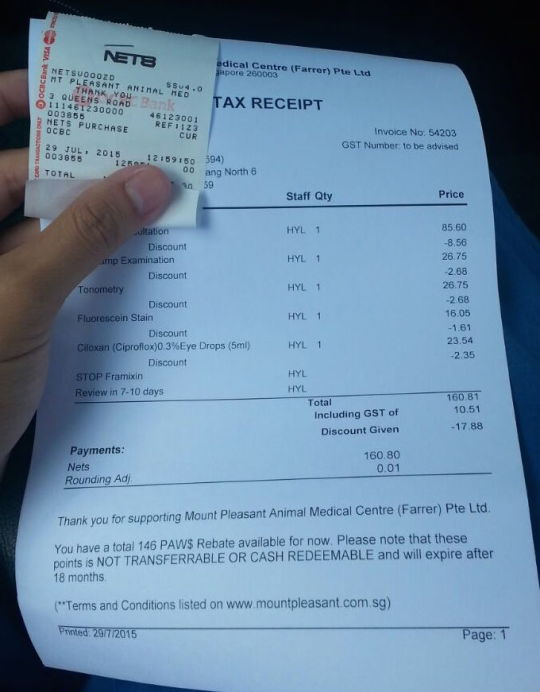 NETS
NETSU000ZD SSU4.0
MT PLEASANT ANIMAL MED
THANK YOU
3 QUEENS ROAD
111461230000 46123001
003855 REF:123
NETS PURCHASE CUR
OCBC
29 JUL, 2015 12:59:50
003855
TOTAL
OCBC Bank VISA
edical Centre (Farrer) Pte Ltd
gapore 260003
TAX RECEIPT
Invoice No: 54203
GST Number: to be advised
594)
ang North 6
59
Staff Qty Price
ultation HYL 1 85.60
Discount -8.56
mp Examination HYL 1 26.75
Discount -2.68
Tonometry HYL 1 26.75
Discount -2.68
Fluorescein Stain HYL 1 16.05
Discount -1.61
Ciloxan (Ciproflox)0.3%Eye Drops (5ml) HYL 1 23.54
Discount -2.35
STOP Framixin HYL
Review in 7-10 days HYL
Total 160.81
Including GST of 10.51
Discount Given -17.88
Payments:
Nets 160.80
Rounding Adj. 0.01
Thank you for supporting Mount Pleasant Animal Medical Centre (Farrer) Pte Ltd.
You have a total 146 PAW$ Rebate available for now. Please note that these
points is NOT TRANSFERRABLE OR CASH REDEEMABLE and will expire after
18 months.
(**Terms and Conditions listed on www.mountpleasant.com.sg)
Printed: 29/7/2015 Page: 1